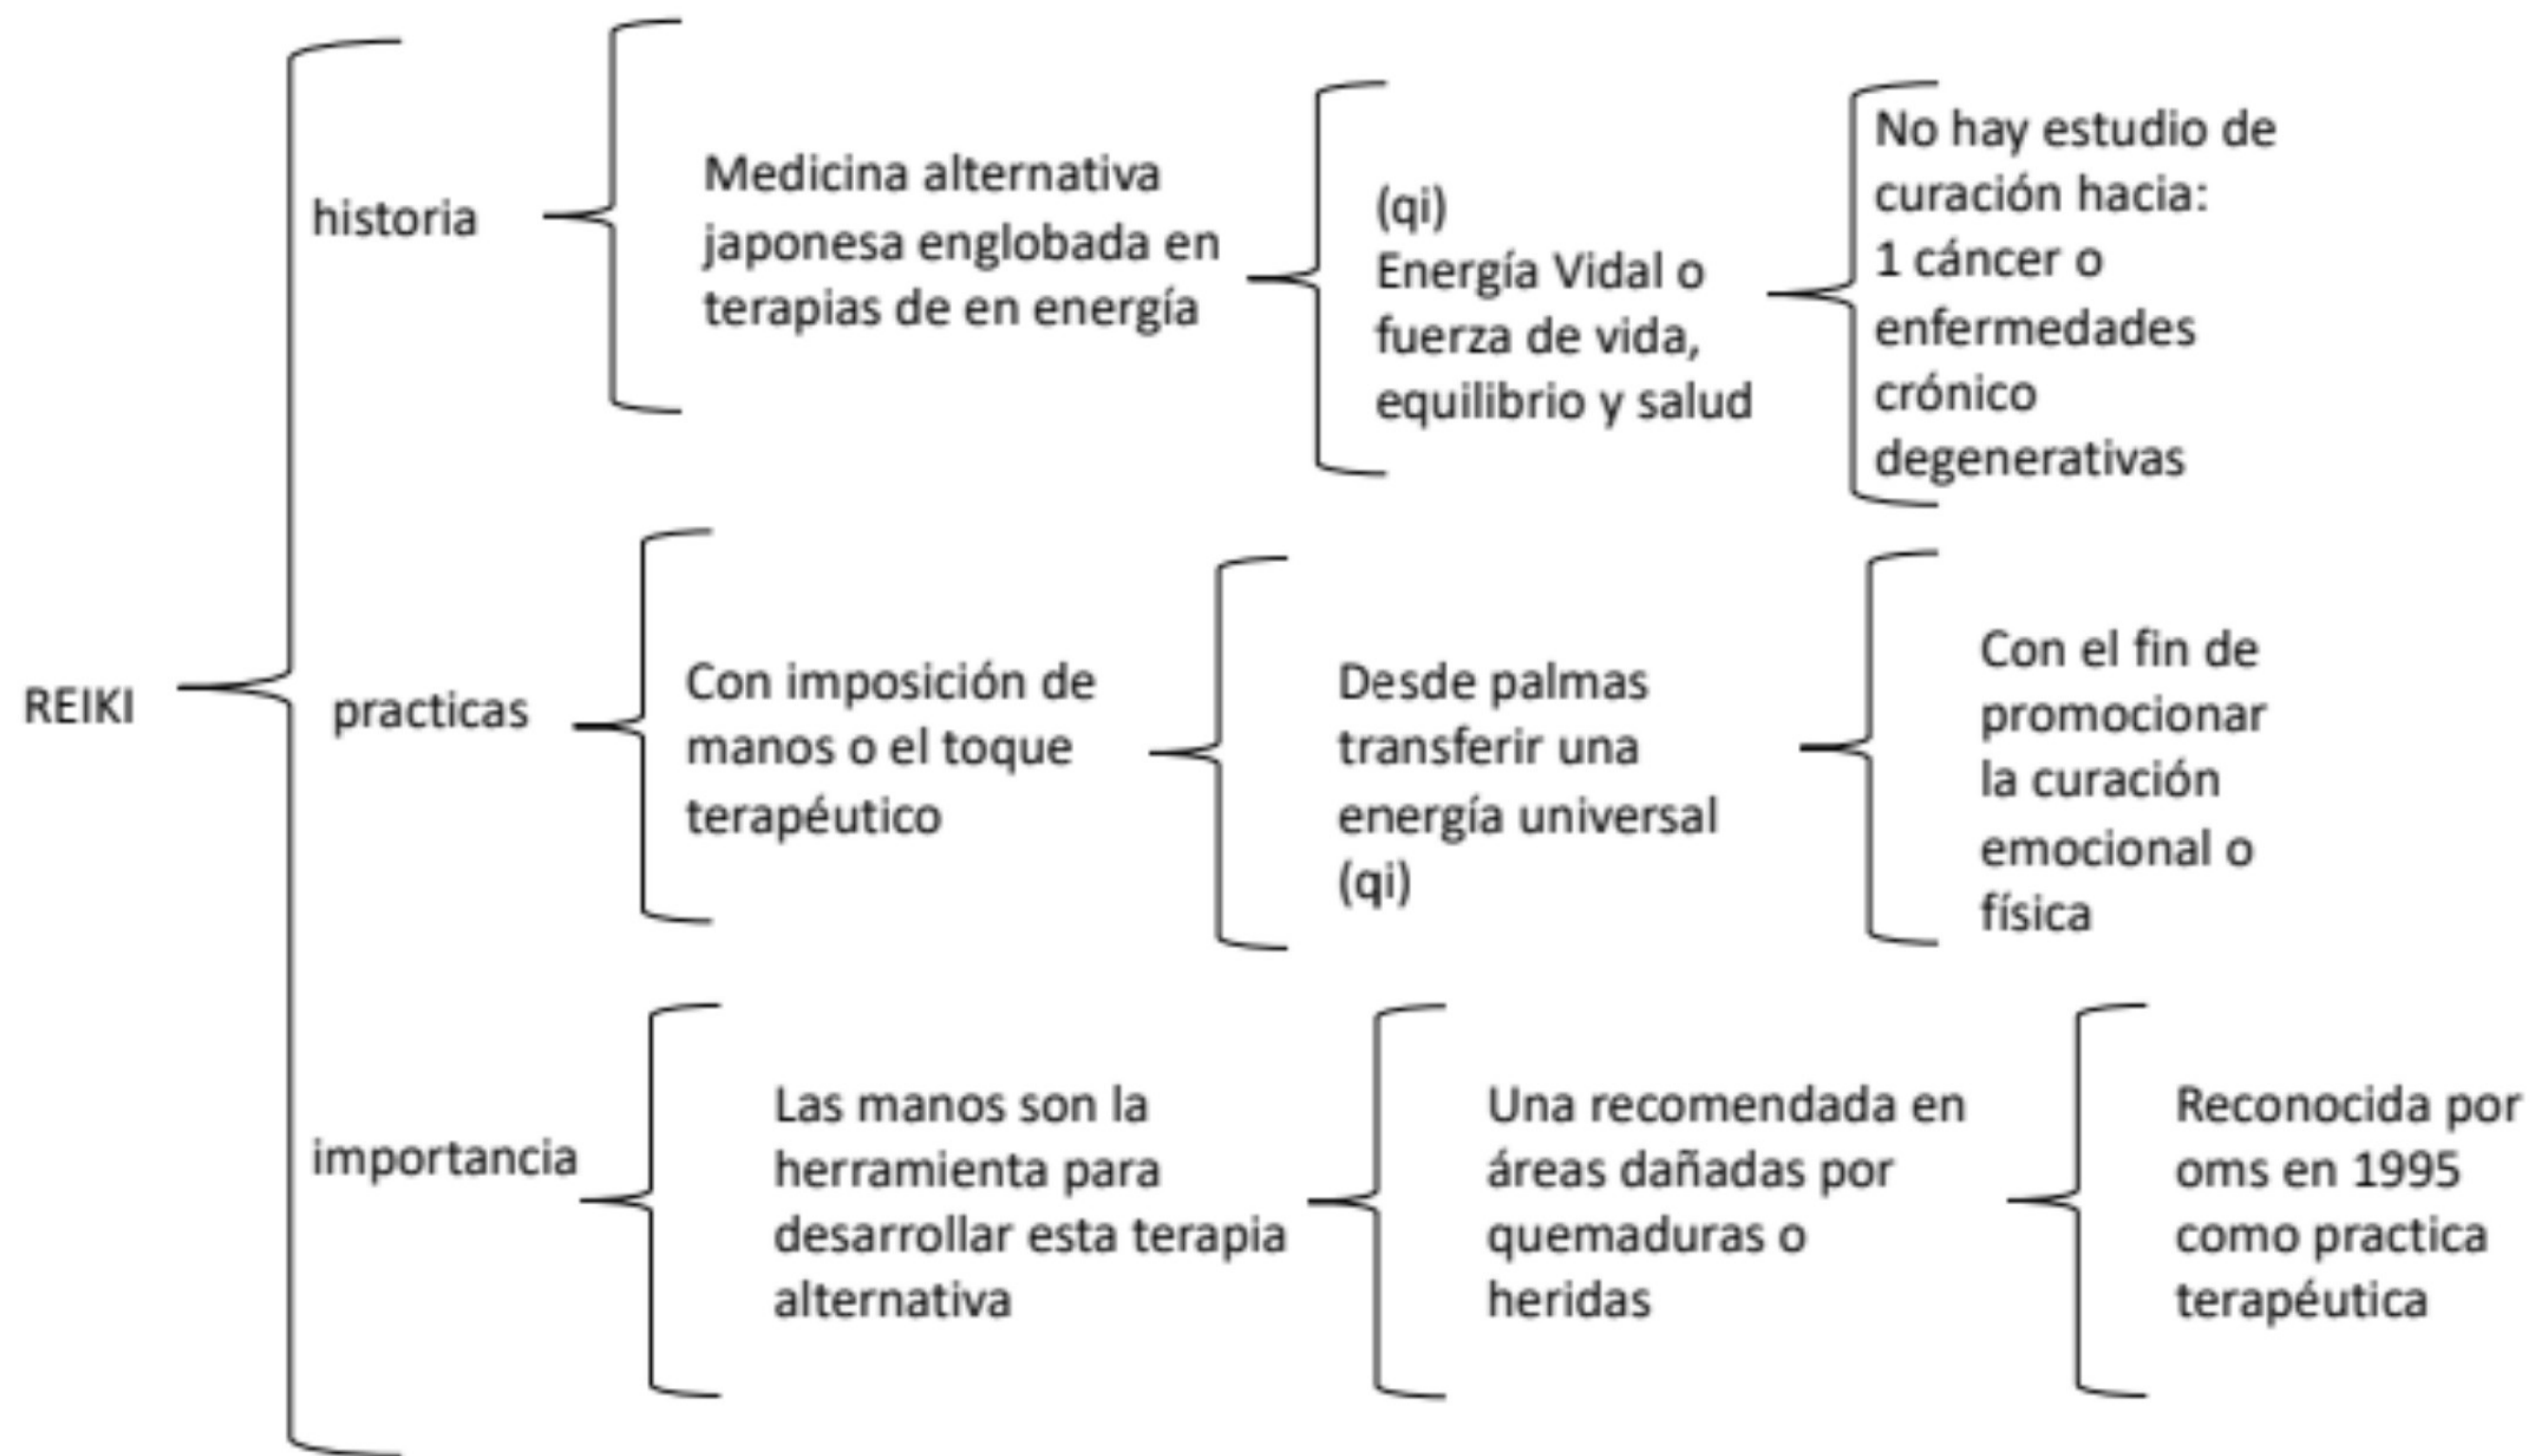 REIKI
historia
Medicina alternativa
japonesa englobada en
terapias de en energía
(qi)
Energía Vidal o
fuerza de vida,
equilibrio y salud
No hay estudio de
curación hacia:
1 cáncer o
enfermedades
crónico
degenerativas
practicas
Con imposición de
manos o el toque
terapéutico
Desde palmas
transferir una
energía universal
(qi)
Con el fin de
promocionar
la curación
emocional o
física
importancia
Las manos son la
herramienta para
desarrollar esta terapia
alternativa
Una recomendada en
áreas dañadas por
quemaduras o
heridas
Reconocida por
oms en 1995
como practica
terapéutica